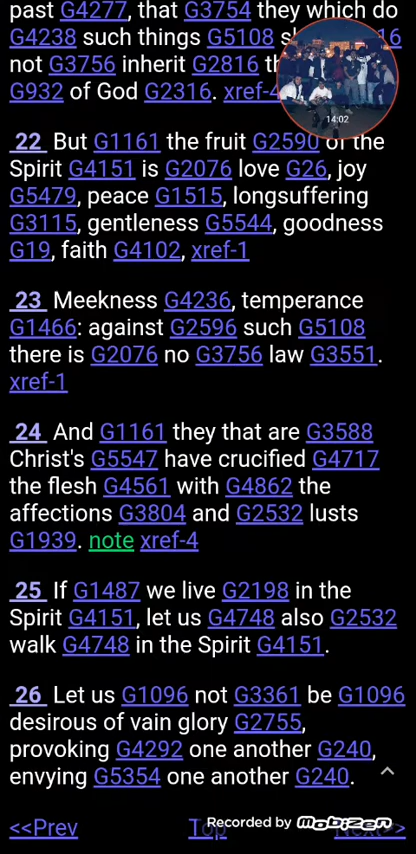 past G4277, that G3754 they which do
G4238 such things G5108 16
not G3756 inherit G2816
G932 of God G2316. xref-4
14:02
22 But G1161 the fruit G2590 of the
Spirit G4151 is G2076 love G26, joy
G5479, peace G1515, longsuffering
G3115, gentleness G5544, goodness
G19, faith G4102, xref-1
23 Meekness G4236, temperance
G1466: against G2596 such G5108
there is G2076 no G3756 law G3551.
xref-1
24 And G1161 they that are G3588
Christ's G5547 have crucified G4717
the flesh G4561 with G4862 the
affections G3804 and G2532 lusts
G1939. note xref-4
25 If G1487 we live G2198 in the
Spirit G4151, let us G4748 also G2532
walk G4748 in the Spirit G4151.
26 Let us G1096 not G3361 be G1096
desirous of vain glory G2755,
provoking G4292 one another G240,
envying G5354 one another G240.
<<Prev Top Next>>
Recorded by mobizen